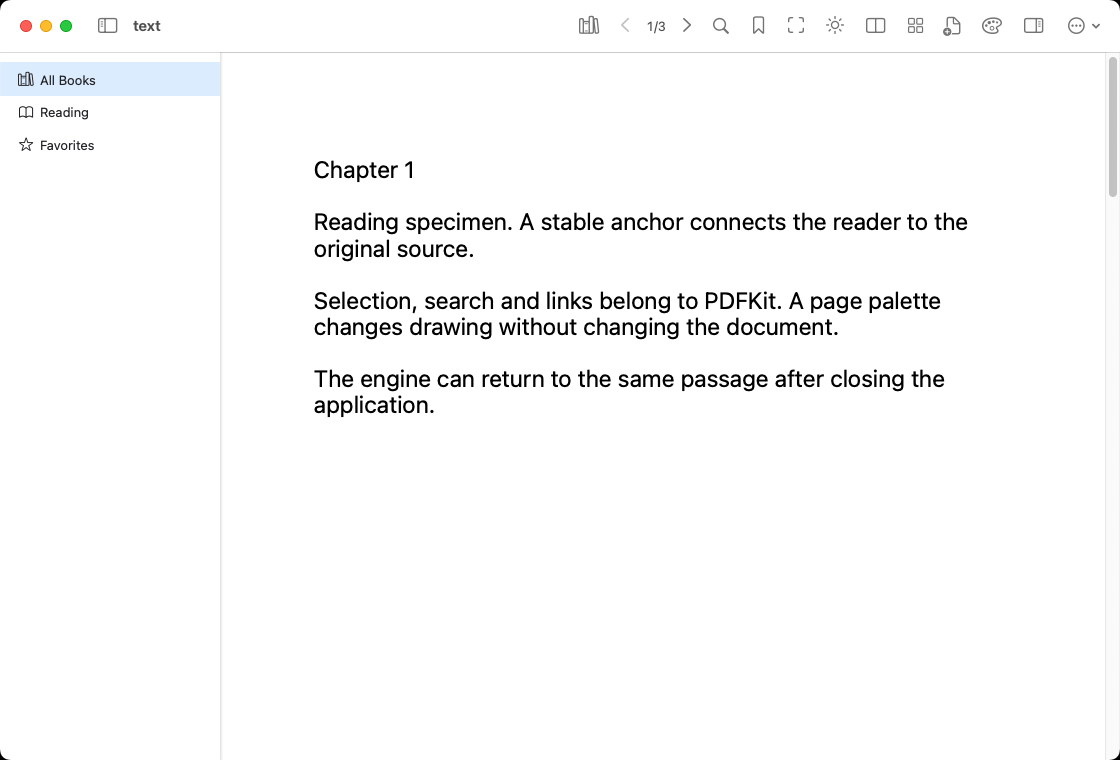 text
1/3
All Books
Reading
Favorites
Chapter 1
Reading specimen. A stable anchor connects the reader to the
original source.
Selection, search and links belong to PDFKit. A page palette
changes drawing without changing the document.
The engine can return to the same passage after closing the
application.